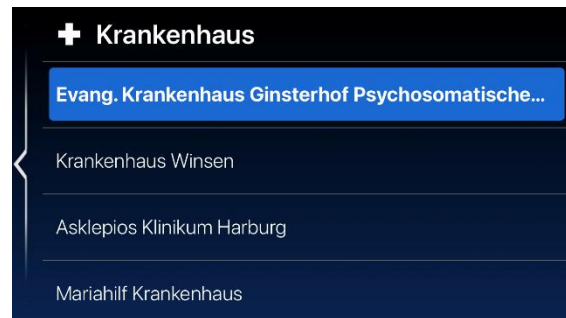 Krankenhaus
Evang. Krankenhaus Ginsterhof Psychosomatische...
Krankenhaus Winsen
Asklepios Klinikum Harburg
Mariahilf Krankenhaus